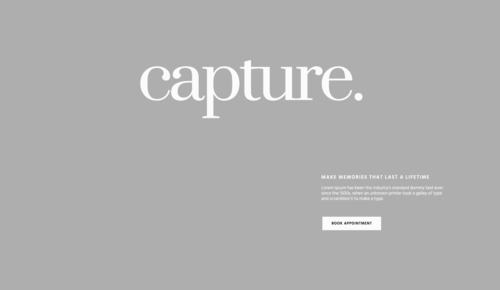 capture.
MAKE MEMORIES THAT LAST A LIFETIME
Lorem Ipsum has been the industry's standard dummy text ever
since the 1500s, when an unknown printer took a galley of type
and scrambled it to make a type
BOOK APPOINTMENT